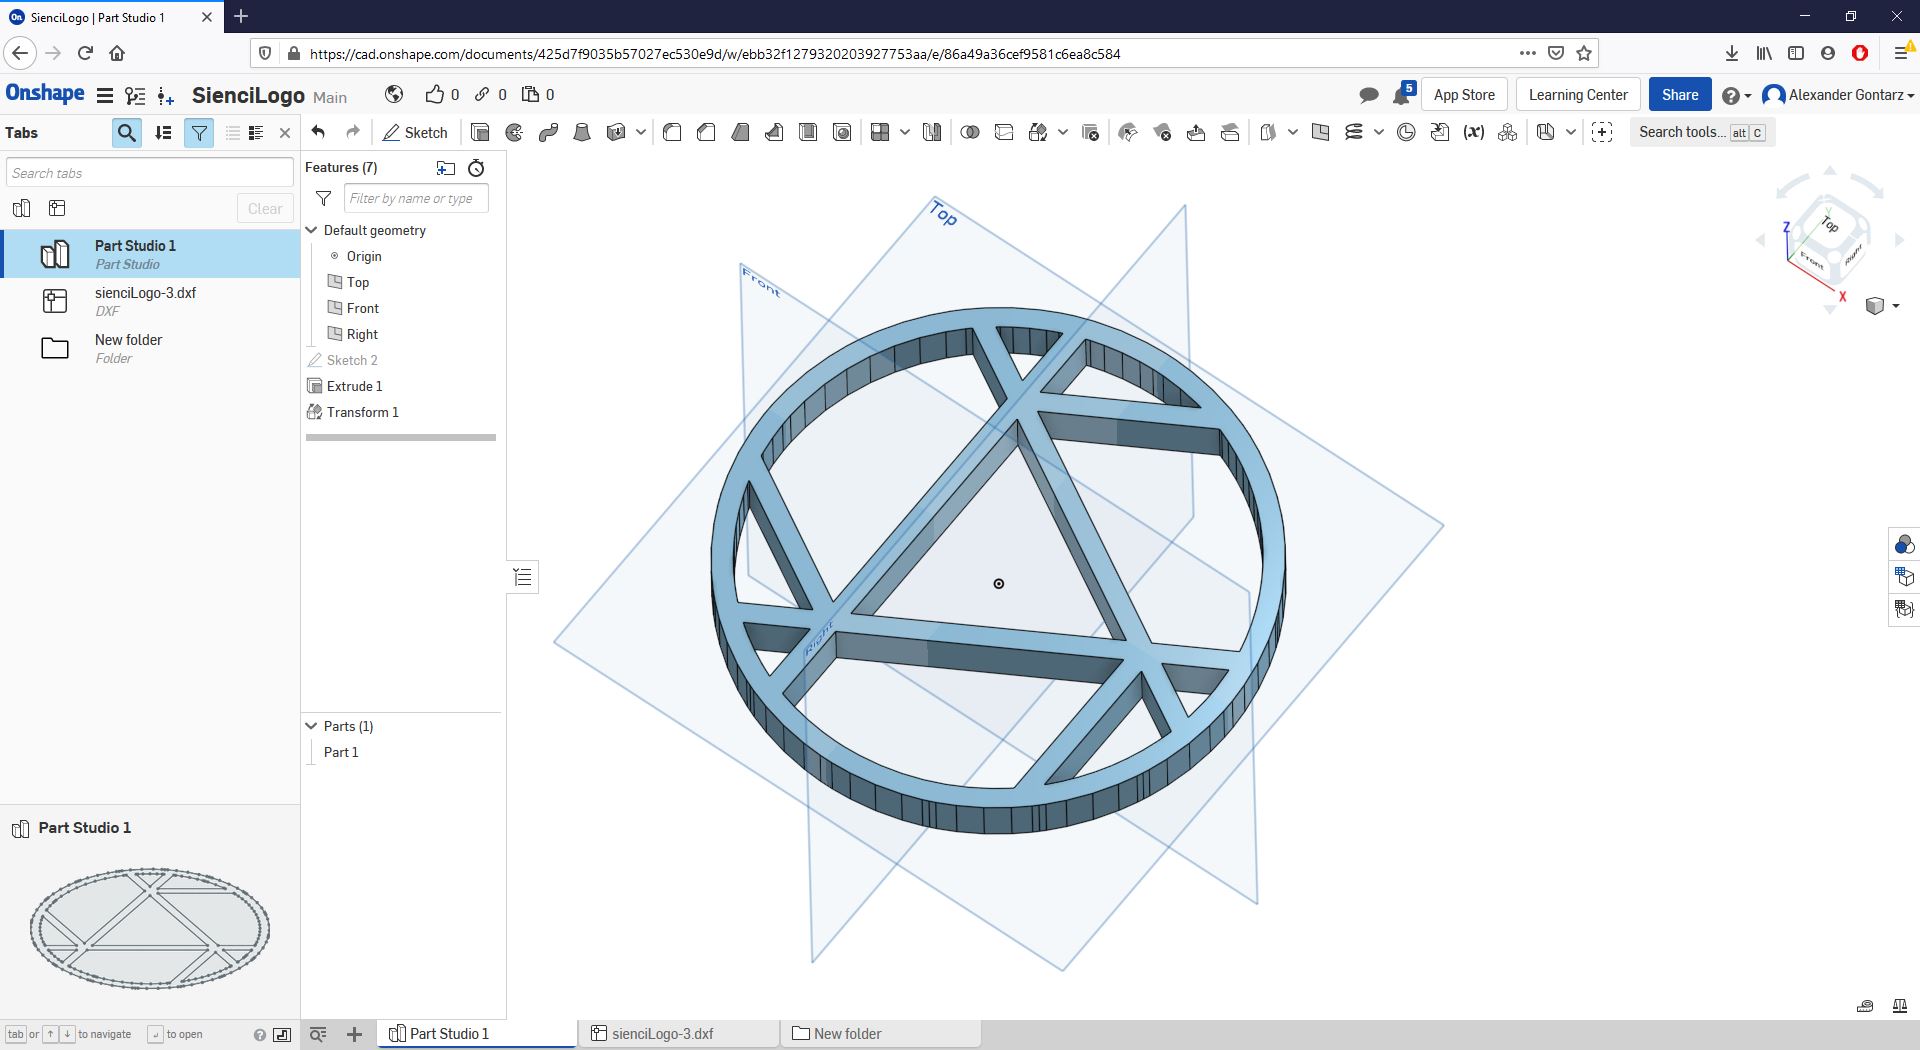 SienciLogo | Part Studio 1
https://cad.onshape.com/documents/425d7f9035b57027ec530e9d/w/ebb32f1279320203927753aa/e/86a49a36cef9581c6ea8c584
Onshape
SienciLogo Main
0 0 0
5
App Store
Learning Center
Share
Alexander Gontarz
Tabs
Sketch
Search tools... alt C
Search tabs
Clear
Part Studio 1
Part Studio
sienciLogo-3.dxf
DXF
New folder
Folder
Features (7)
Filter by name or type
Default geometry
Origin
Top
Front
Right
Sketch 2
Extrude 1
Transform 1
Parts (1)
Part 1
Top
Front
Right
Z
Y
X
Top
Front
Right
Part Studio 1
tab or ↑ ↓ to navigate ↵ to open
Part Studio 1
sienciLogo-3.dxf
New folder